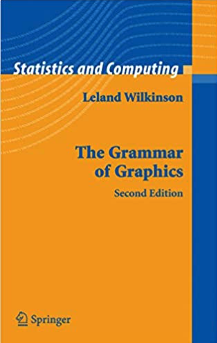 Statistics and Computing
Leland Wilkinson
The Grammar
of Graphics
Second Edition
Springer